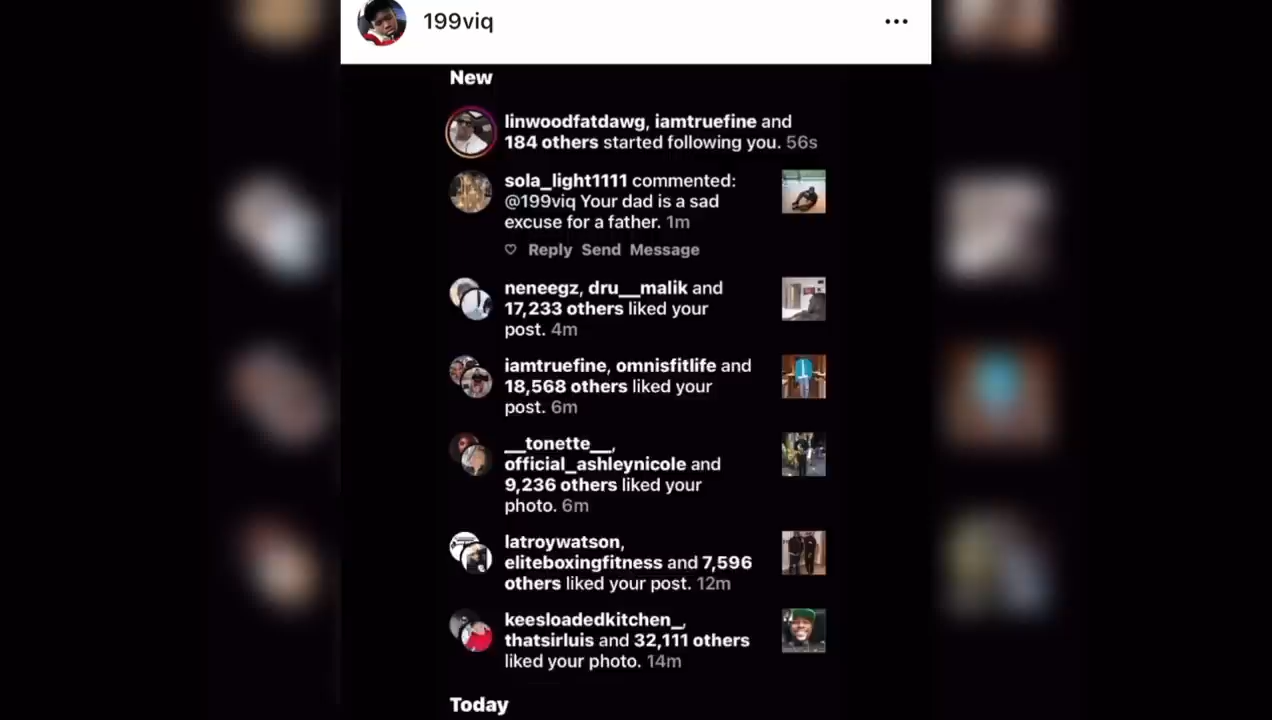 199viq
New
linwoodfatdawg, iamtruefine and
184 others started following you. 56s
sola_light1111 commented:
@199viq Your dad is a sad
excuse for a father. 1m
Reply Send Message
neneegz, dru__malik and
17,233 others liked your
post. 4m
iamtruefine, omnisfitlife and
18,568 others liked your
post. 6m
__tonette__,
official_ashleynicole and
9,236 others liked your
photo. 6m
latroywatson,
eliteboxingfitness and 7,596
others liked your post. 12m
keesloadedkitchen_,
thatsirluis and 32,111 others
liked your photo. 14m
Today